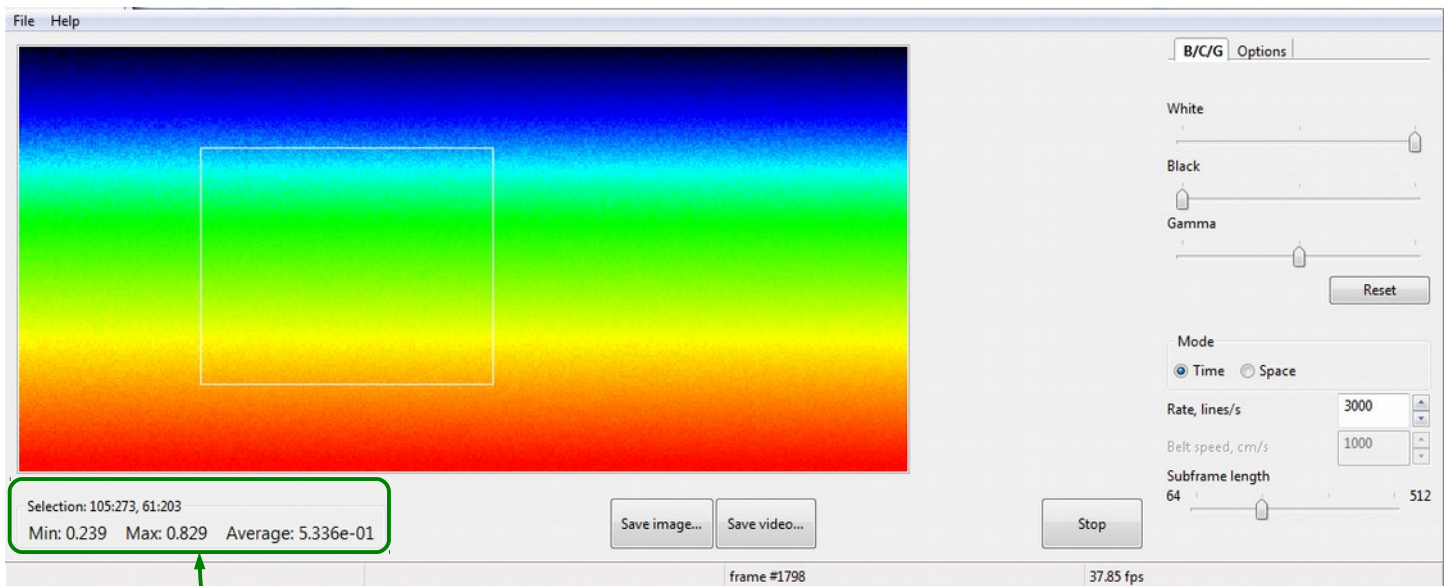 File Help
B/C/G Options
White
Black
Gamma
Reset
Mode
Time Space
Rate, lines/s 3000
Belt speed, cm/s 1000
Subframe length
64 512
Selection: 105:273, 61:203
Min: 0.239 Max: 0.829 Average: 5.336e-01
Save image... Save video... Stop
frame #1798 37.85 fps